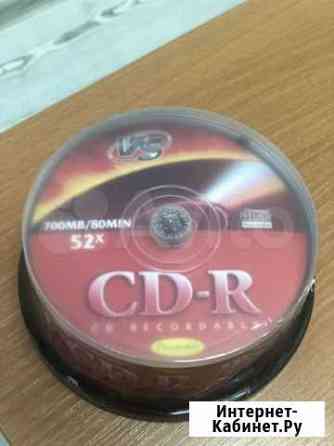 VS
700MB/80MIN
52X
CD-R
CD RECORDABLE
Интернет-
Кабинет.Ру